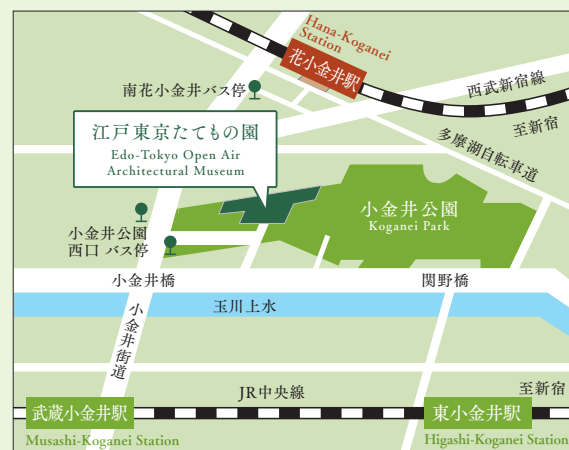 Hana-Koganei
Station
花小金井駅
南花小金井バス停
西武新宿線
至新宿
多摩湖自転車道
江戸東京たてもの園
Edo-Tokyo Open Air
Architectural Museum
小金井公園
Koganei Park
小金井公園
西口 バス停
小金井橋
関野橋
玉川上水
小金井街道
JR中央線
至新宿
武蔵小金井駅
東小金井駅
Musashi-Koganei Station
Higashi-Koganei Station